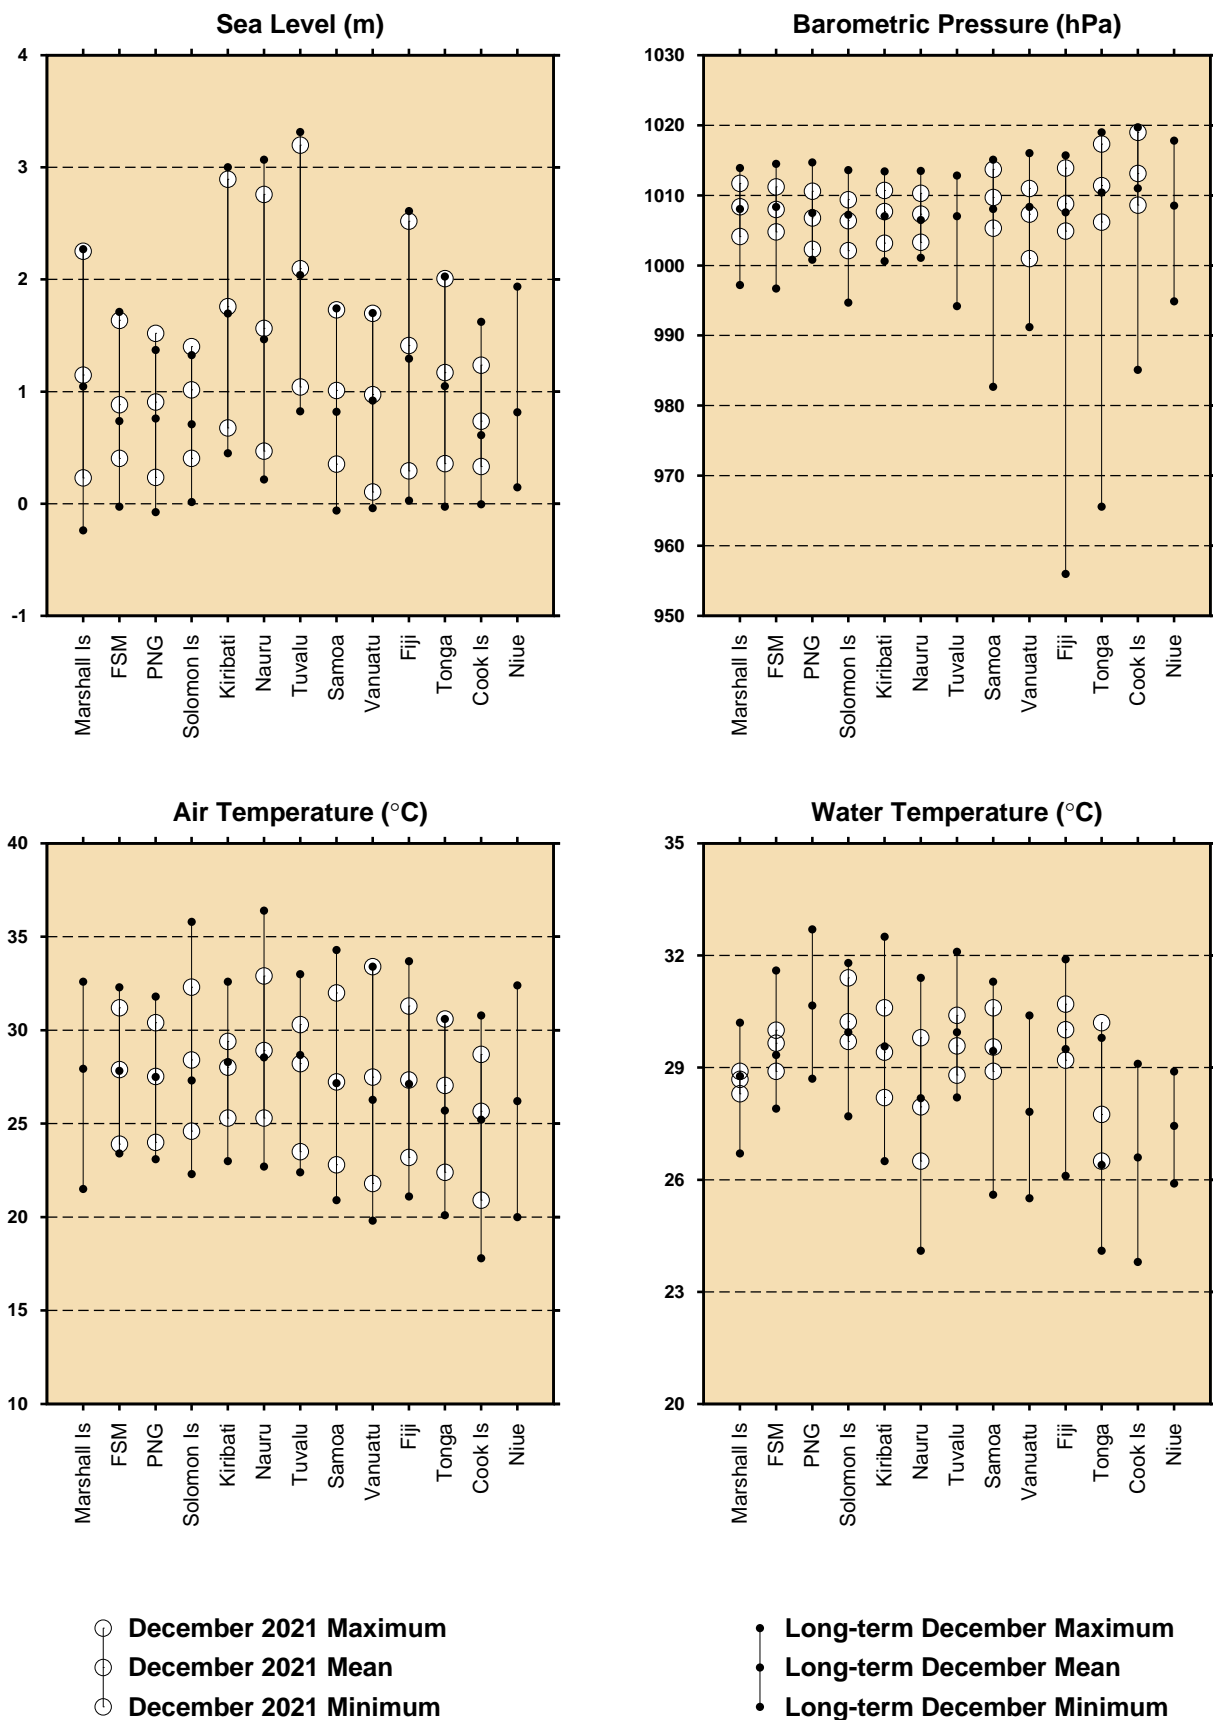 Sea Level (m)
4
3
2
1
0
-1
Marshall Is
FSM
PNG
Solomon Is
Kiribati
Nauru
Tuvalu
Samoa
Vanuatu
Fiji
Tonga
Cook Is
Niue
Barometric Pressure (hPa)
1030
1020
1010
1000
990
980
970
960
950
Marshall Is
FSM
PNG
Solomon Is
Kiribati
Nauru
Tuvalu
Samoa
Vanuatu
Fiji
Tonga
Cook Is
Niue
Air Temperature (°C)
40
35
30
25
20
15
10
Marshall Is
FSM
PNG
Solomon Is
Kiribati
Nauru
Tuvalu
Samoa
Vanuatu
Fiji
Tonga
Cook Is
Niue
Water Temperature (°C)
35
32
29
26
23
20
Marshall Is
FSM
PNG
Solomon Is
Kiribati
Nauru
Tuvalu
Samoa
Vanuatu
Fiji
Tonga
Cook Is
Niue
December 2021 Maximum
December 2021 Mean
December 2021 Minimum
Long-term December Maximum
Long-term December Mean
Long-term December Minimum